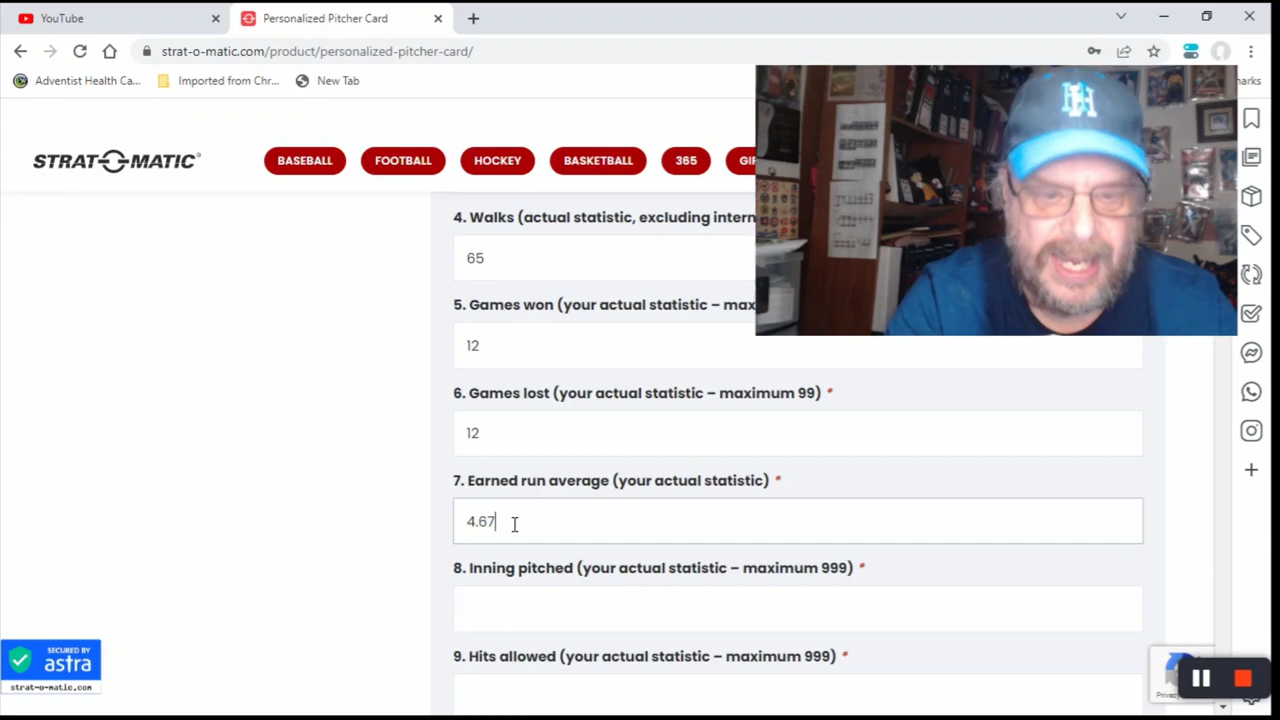 YouTube
Personalized Pitcher Card
strat-o-matic.com/product/personalized-pitcher-card/
Adventist Health Ca...
Imported from Chr...
New Tab
arks
STRAT-O-MATIC
BASEBALL
FOOTBALL
HOCKEY
BASKETBALL
365
GIF
4. Walks (actual statistic, excluding intern
65
5. Games won (your actual statistic – max
12
6. Games lost (your actual statistic – maximum 99) *
12
7. Earned run average (your actual statistic) *
4.67
8. Inning pitched (your actual statistic – maximum 999) *
9. Hits allowed (your actual statistic – maximum 999) *
SECURED BY
astra
strat-o-matic.com
Privac